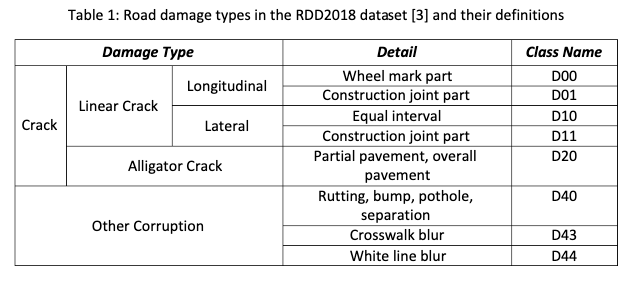 Table 1: Road damage types in the RDD2018 dataset [3] and their definitions
Damage Type Detail Class Name
Crack Linear Crack Longitudinal Wheel mark part D00
Construction joint part D01
Lateral Equal interval D10
Construction joint part D11
Alligator Crack Partial pavement, overall D20
pavement
Other Corruption Rutting, bump, pothole, D40
separation
Crosswalk blur D43
White line blur D44